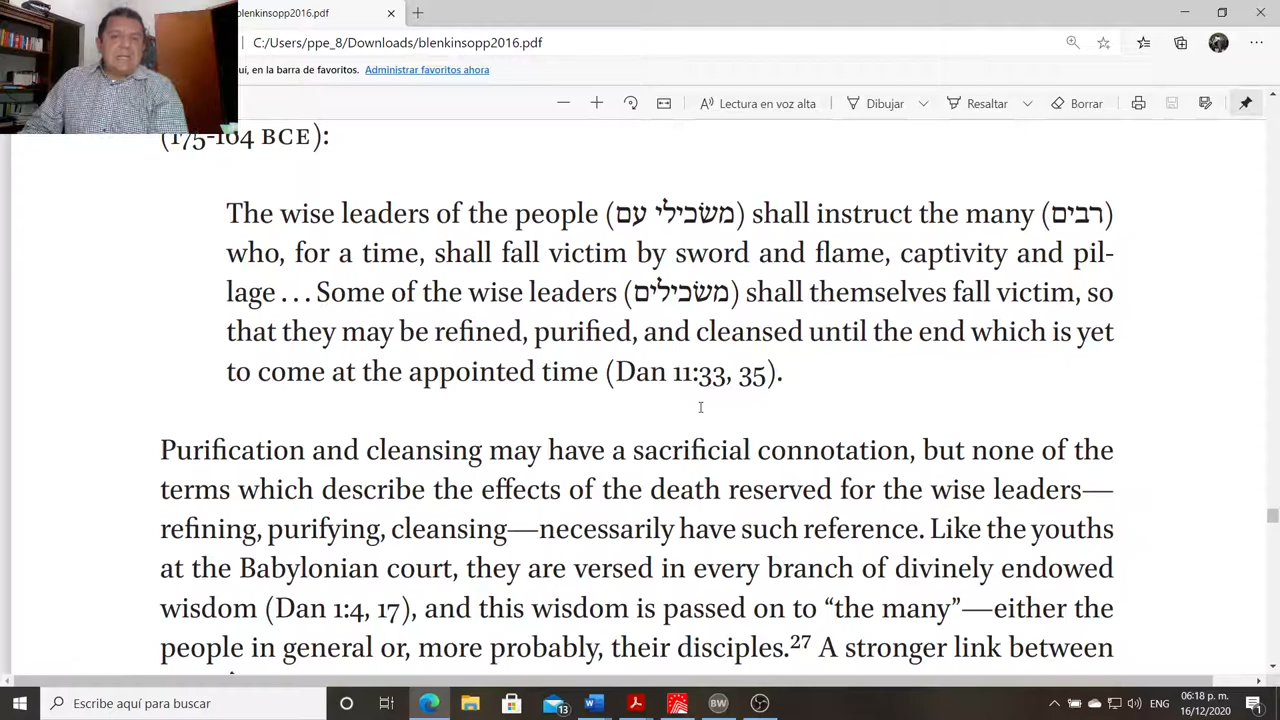 blenkinsopp2016.pdf
C:/Users/ppe_8/Downloads/blenkinsopp2016.pdf
en la barra de favoritos. Administrar favoritos ahora
Lectura en voz alta Dibujar Resaltar Borrar
(175-164 BCE):
The wise leaders of the people (משׂכילי עם) shall instruct the many (רבים)
who, for a time, shall fall victim by sword and flame, captivity and pil-
lage . . . Some of the wise leaders (משׂכילים) shall themselves fall victim, so
that they may be refined, purified, and cleansed until the end which is yet
to come at the appointed time (Dan 11:33, 35).
Purification and cleansing may have a sacrificial connotation, but none of the
terms which describe the effects of the death reserved for the wise leaders—
refining, purifying, cleansing—necessarily have such reference. Like the youths
at the Babylonian court, they are versed in every branch of divinely endowed
wisdom (Dan 1:4, 17), and this wisdom is passed on to “the many”—either the
people in general or, more probably, their disciples.27 A stronger link between
Escribe aquí para buscar
13
BW
ENG
06:18 p. m.
16/12/2020
1